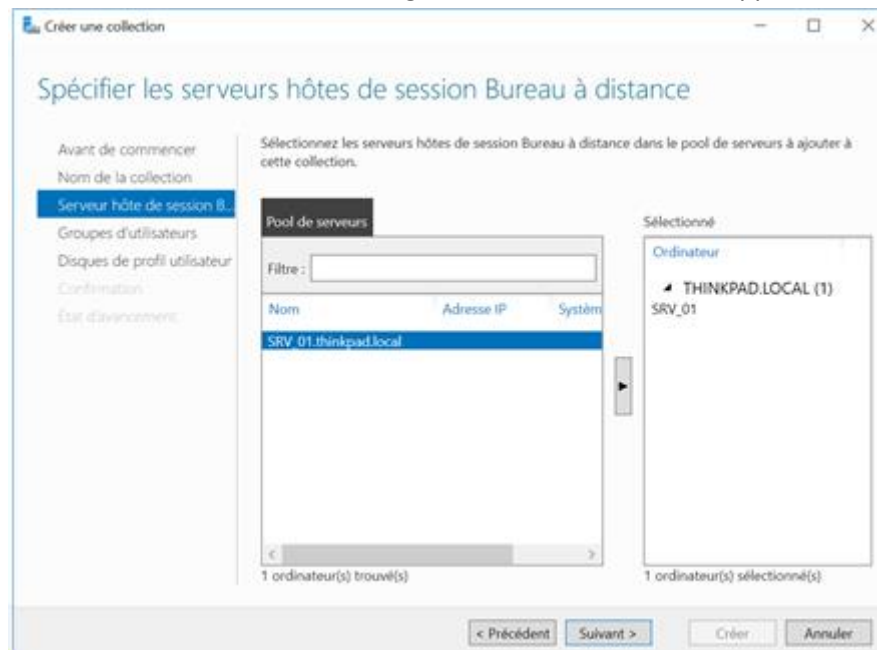 Créer une collection
Spécifier les serveurs hôtes de session Bureau à distance
Avant de commencer
Nom de la collection
Serveur hôte de session B...
Groupes d'utilisateurs
Disques de profil utilisateur
Confirmation
État d'avancement
Sélectionnez les serveurs hôtes de session Bureau à distance dans le pool de serveurs à ajouter à
cette collection.
Pool de serveurs
Filtre :
Nom Adresse IP Systèm
SRV_01.thinkpad.local
1 ordinateur(s) trouvé(s)
Sélectionné
Ordinateur
THINKPAD.LOCAL (1)
SRV_01
1 ordinateur(s) sélectionné(s)
< Précédent Suivant > Créer Annuler